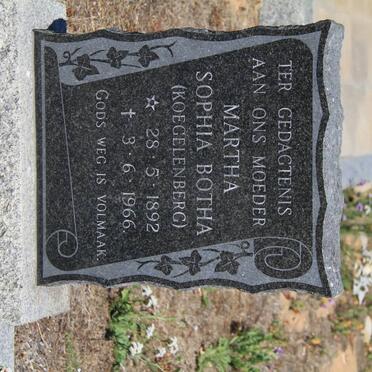 TER GEDAGTENIS
AAN ONS MOEDER
MARTHA
SOPHIA BOTHA
(KOEGELENBERG)
☆ 28·5·1892
✝ 3·6·1966.
GODS WEG IS VOLMAAK